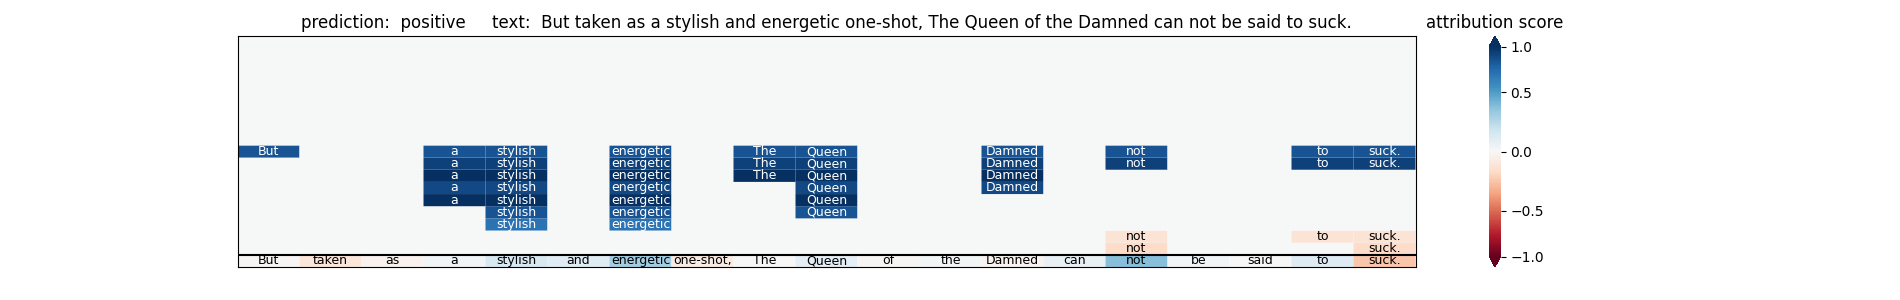 prediction:  positive     text:  But taken as a stylish and energetic one-shot, The Queen of the Damned can not be said to suck.
attribution score
But a stylish energetic The Queen Damned not to suck.
a stylish energetic The Queen Damned not to suck.
a stylish energetic The Queen Damned
a stylish energetic Queen Damned
a stylish energetic Queen
stylish energetic Queen
stylish energetic
not to suck.
not suck.
But taken as a stylish and energetic one-shot, The Queen of the Damned can not be said to suck.
1.0
0.5
0.0
−0.5
−1.0